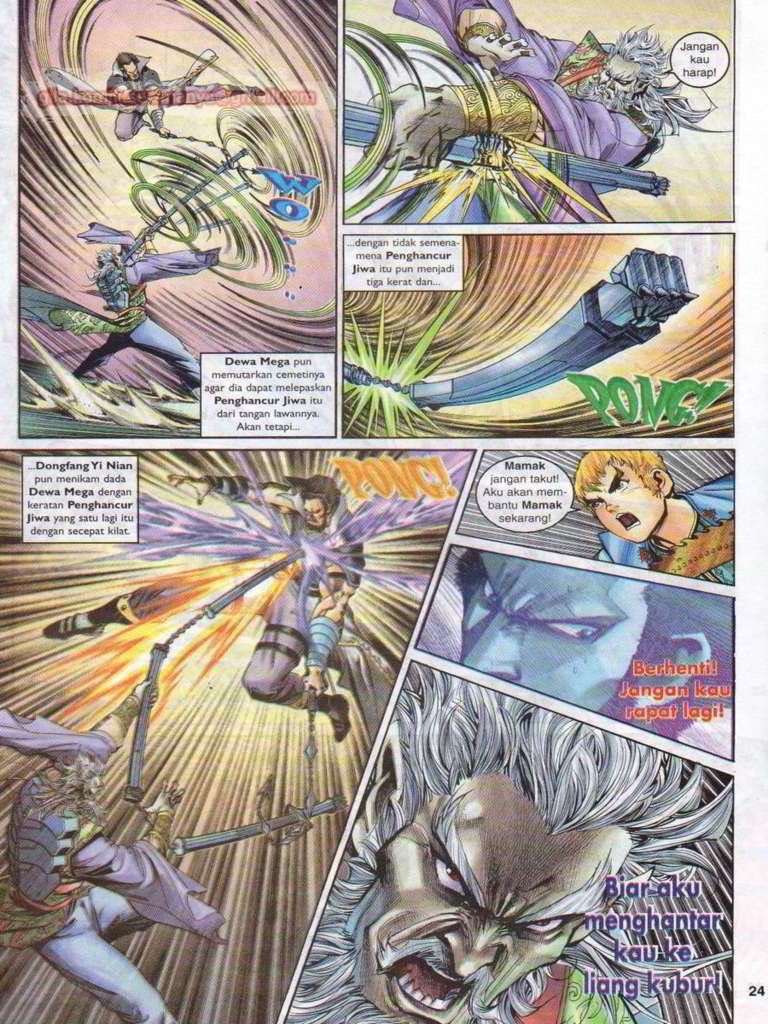 WO...
Dewa Mega pun
memutarkan cemetinya
agar dia dapat melepaskan
Penghancur Jiwa itu
dari tangan lawannya.
Akan tetapi...
Jangan
kau
harap!
...dengan tidak semena-
mena Penghancur
Jiwa itu pun menjadi
tiga kerat dan...
PONG!
...Dongfang Yi Nian
pun menikam dada
Dewa Mega dengan
keratan Penghancur
Jiwa yang satu lagi itu
dengan secepat kilat.
PONG!
Mamak
jangan takut!
Aku akan mem-
bantu Mamak
sekarang!
Berhenti!
Jangan kau
rapat lagi!
Biar aku
menghantar
kau ke
liang kubur!
24